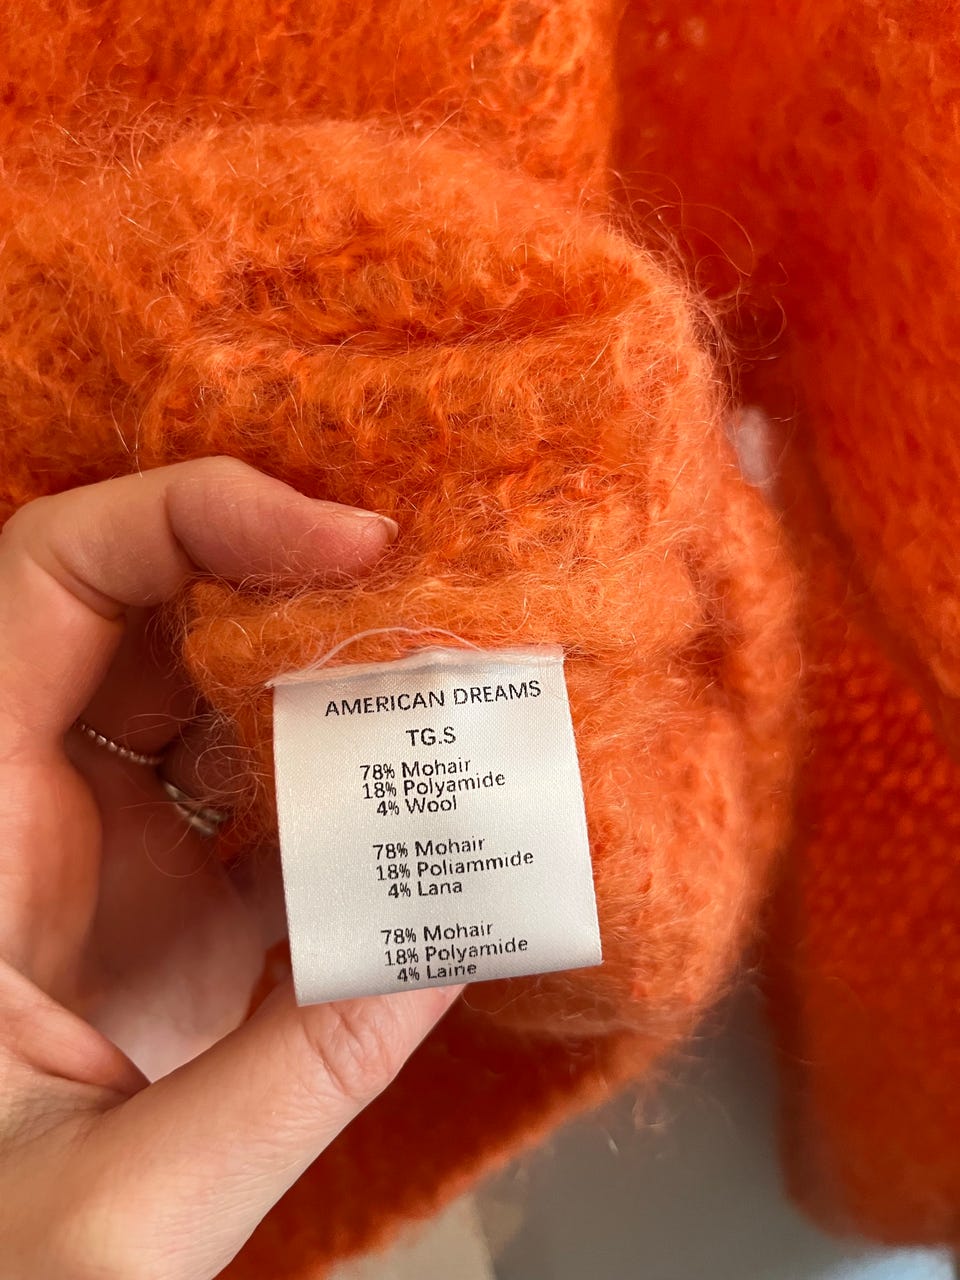 AMERICAN DREAMS
TG.S
78% Mohair
18% Polyamide
4% Wool
78% Mohair
18% Poliammide
4% Lana
78% Mohair
18% Polyamide
4% Laine